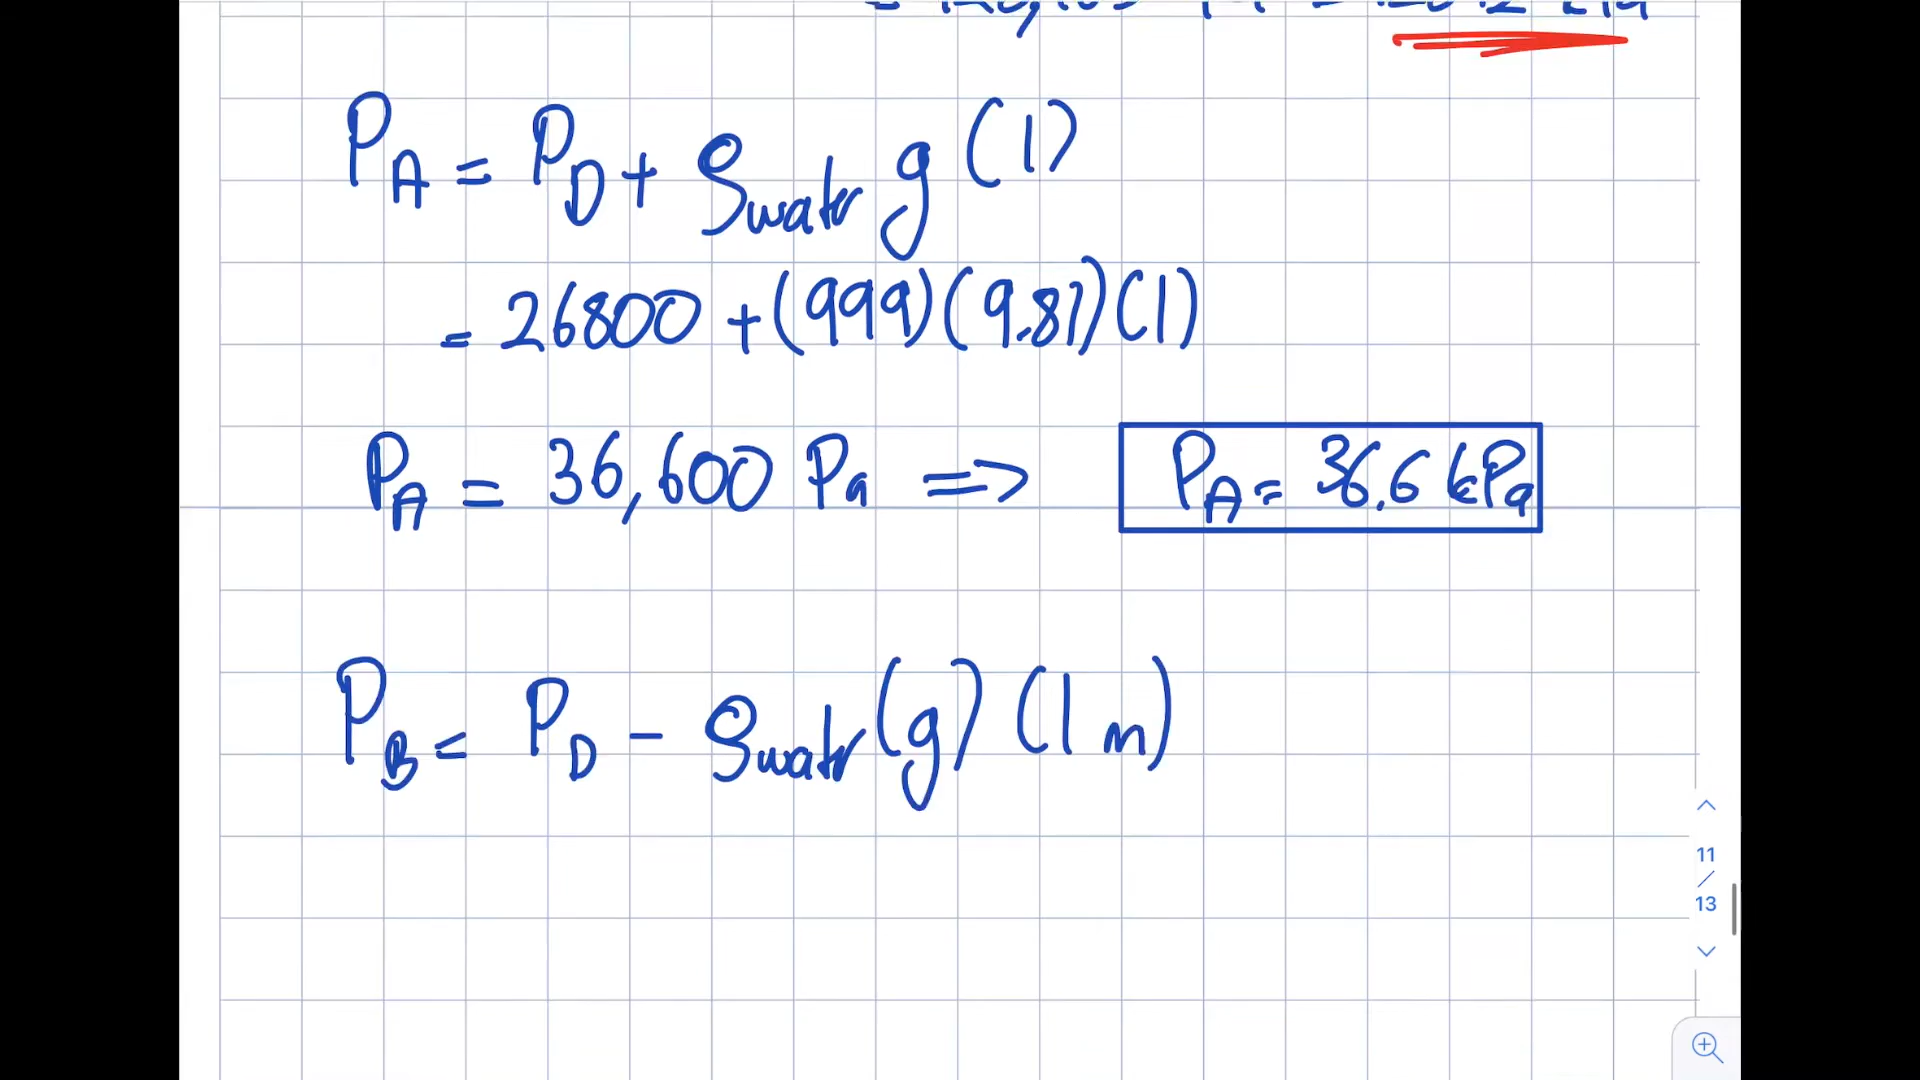 P_A = P_D + ρ_water g (1)
= 26800 + (999)(9.81)(1)
P_A = 36,600 Pa => P_A = 36.6 kPa
P_B = P_D - ρ_water (g) (1 m)
11
/
13